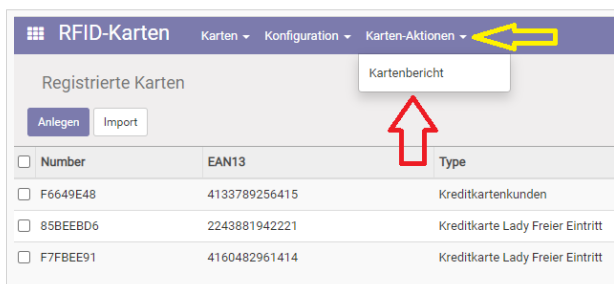 RFID-Karten Karten Konfiguration Karten-Aktionen
Kartenbericht
Registrierte Karten
Anlegen Import
Number EAN13 Type
F6649E48 4133789256415 Kreditkartenkunden
85BEEBD6 2243881942221 Kreditkarte Lady Freier Eintritt
F7FBEE91 4160482961414 Kreditkarte Lady Freier Eintritt